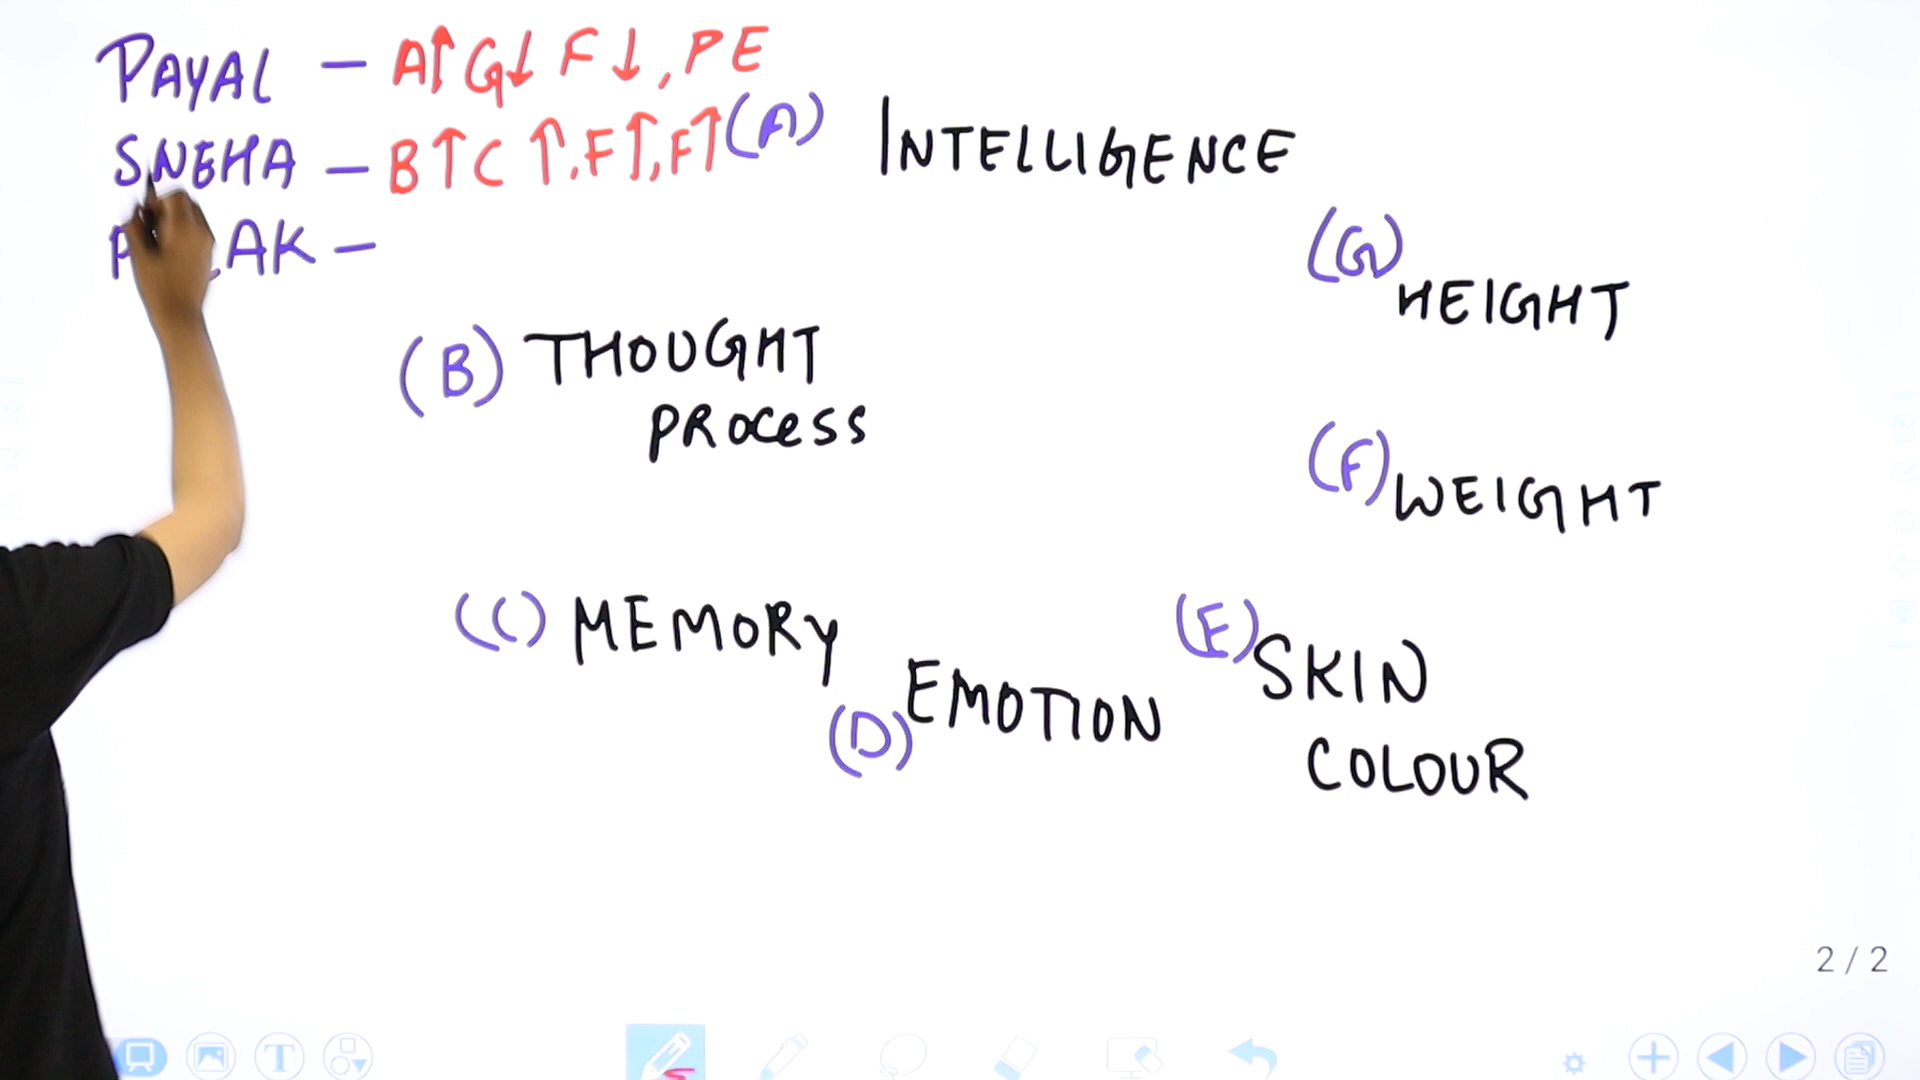 PAYAL – A↑ G↓ F↓, PE
SNEHA – B↑ C↑, F↑, F↑
AK –
(A) INTELLIGENCE
(G) HEIGHT
(B) THOUGHT
PROCESS
(F) WEIGHT
(C) MEMORY
(D) EMOTION
(E) SKIN
COLOUR
2/2
T